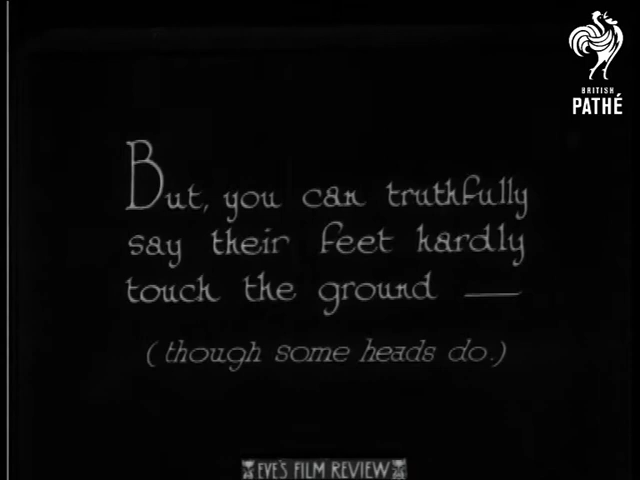 BRITISH
PATHÉ
But, you can truthfully
say their feet hardly
touch the ground —
(though some heads do.)
EVE'S FILM REVIEW